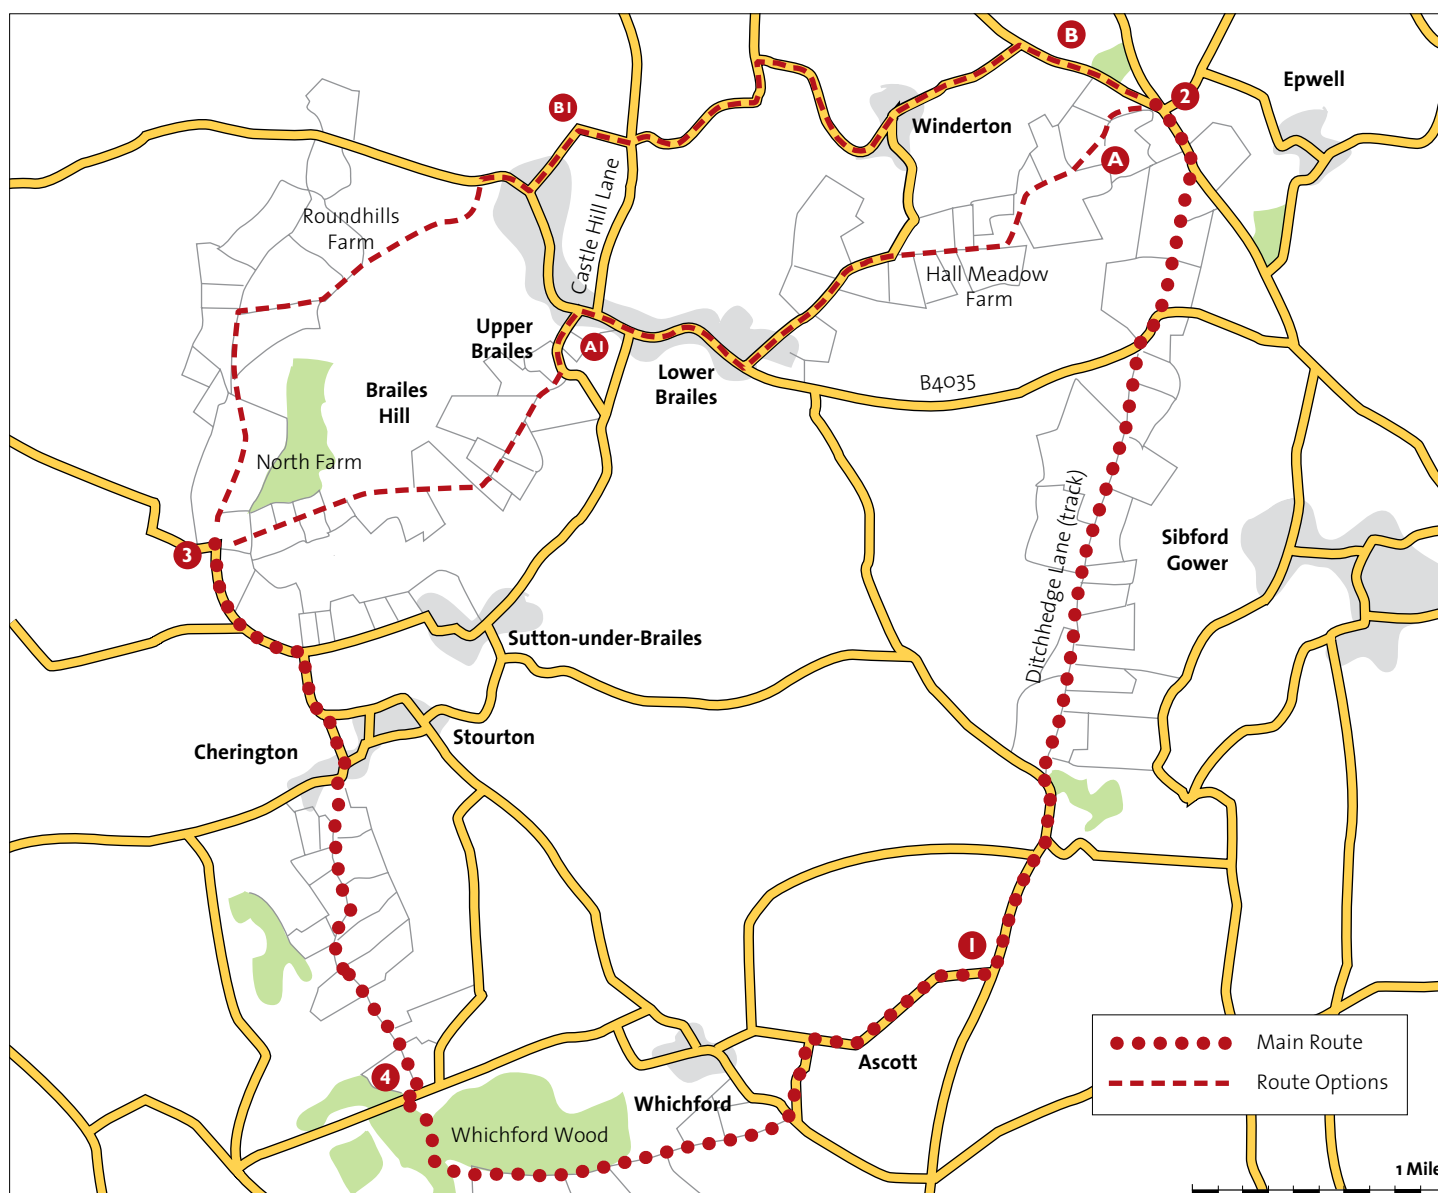 B
2
Epwell
B1
Winderton
A
Castle Hill Lane
Roundhills
Farm
Hall Meadow
Farm
Upper
Brailes
A1
Lower
Brailes
B4035
Brailes
Hill
North Farm
Ditchhedge Lane (track)
Sibford
Gower
3
Sutton-under-Brailes
Cherington
Stourton
1
Ascott
4
Whichford
Whichford Wood
Main Route
Route Options
1 Mile